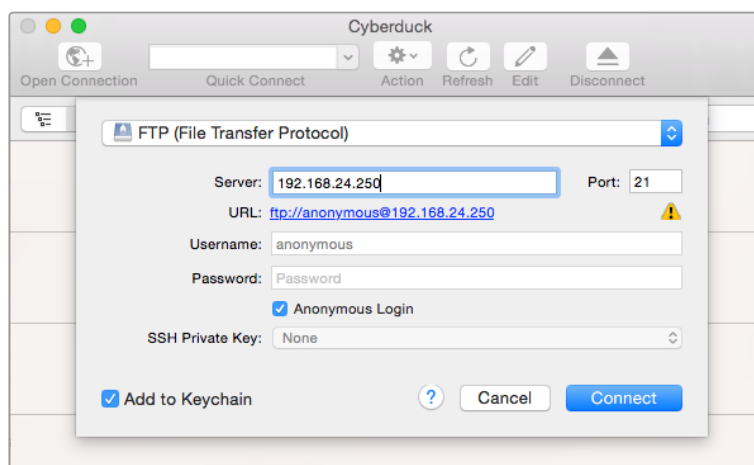 Cyberduck
Open Connection Quick Connect Action Refresh Edit Disconnect
FTP (File Transfer Protocol)
Server: 192.168.24.250 Port: 21
URL: ftp://anonymous@192.168.24.250
Username: anonymous
Password: Password
Anonymous Login
SSH Private Key: None
Add to Keychain ? Cancel Connect